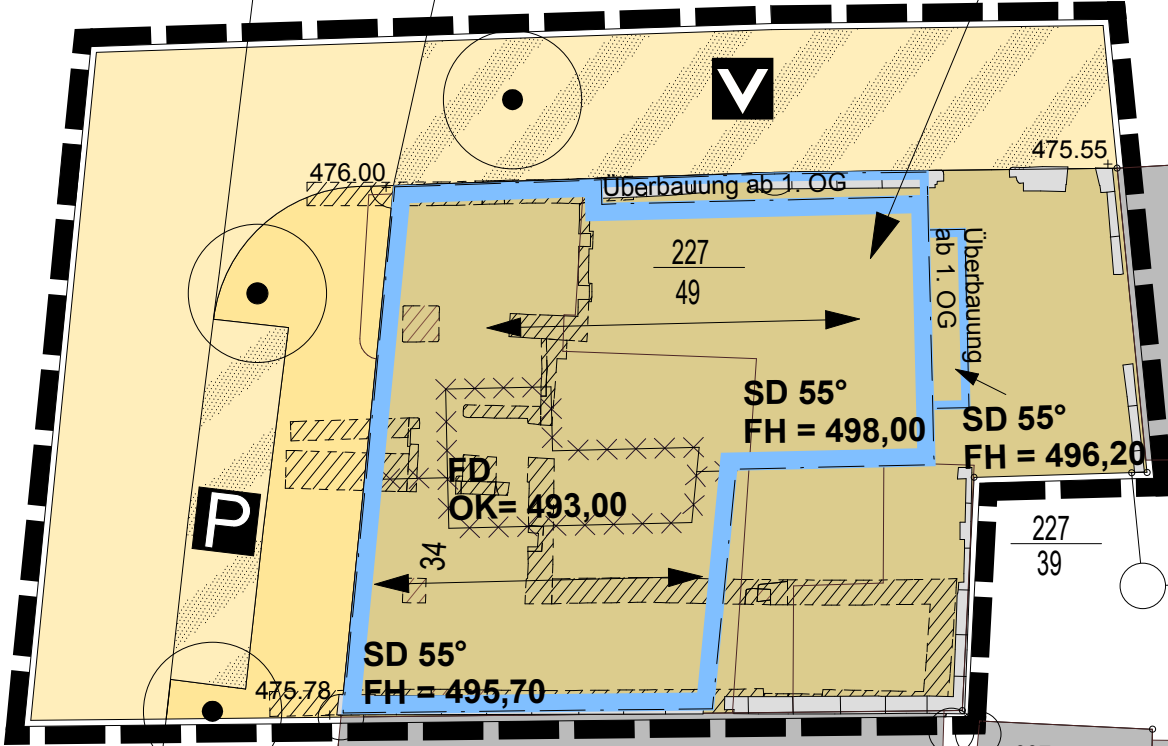 V
475.55
476.00
Überbauung ab 1. OG
227
49
Überbauung
ab 1. OG
SD 55°
FH = 498,00
SD 55°
FH = 496,20
FD
OK= 493,00
P
227
39
34
SD 55°
FH = 495,70
475.78